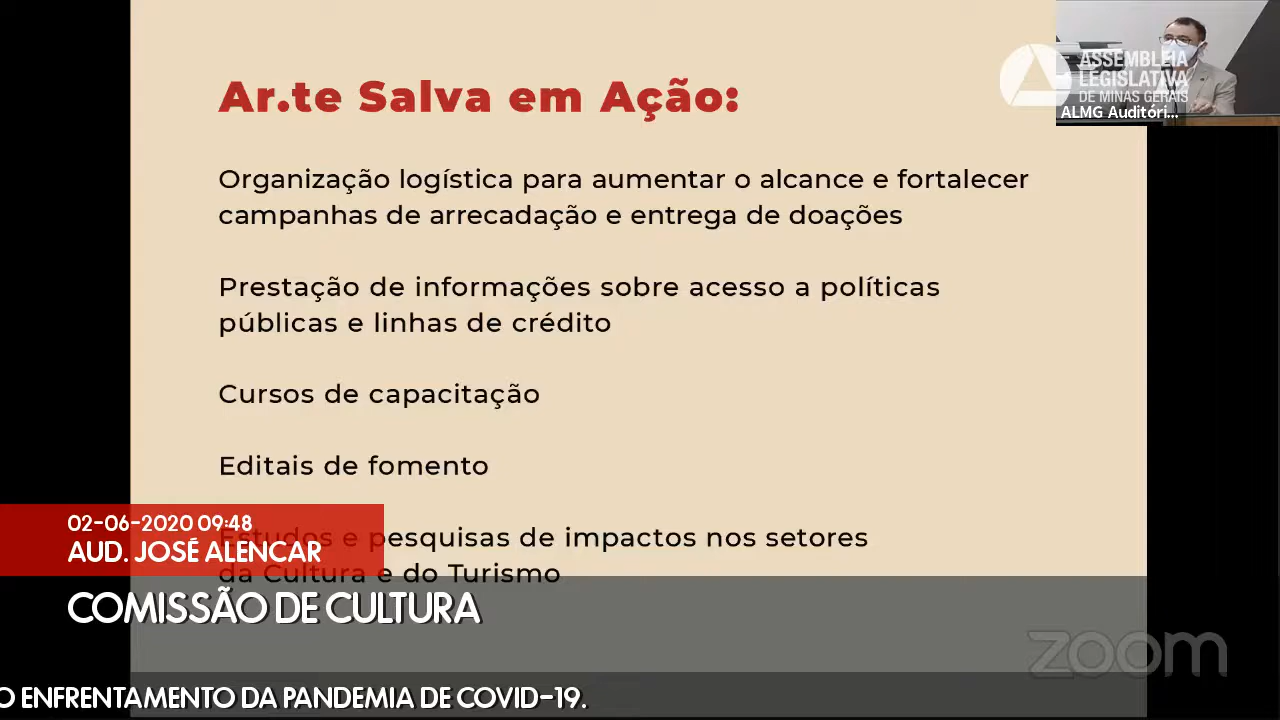 Ar.te Salva em Ação:
ASSEMBLEIA
LEGISLATIVA
DE MINAS GERAIS
ALMG Auditóri...
Organização logística para aumentar o alcance e fortalecer
campanhas de arrecadação e entrega de doações
Prestação de informações sobre acesso a políticas
públicas e linhas de crédito
Cursos de capacitação
Editais de fomento
Estudos e pesquisas de impactos nos setores
da Cultura e do Turismo
02-06-2020 09:48
AUD. JOSÉ ALENCAR
COMISSÃO DE CULTURA
zoom
O ENFRENTAMENTO DA PANDEMIA DE COVID-19.